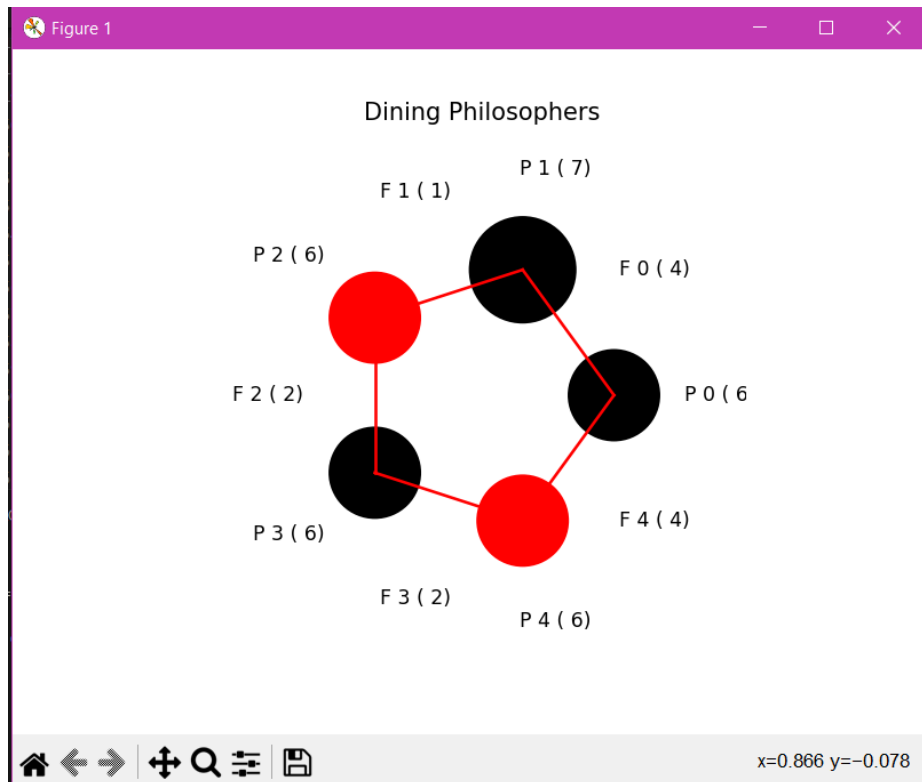 Figure 1
Dining Philosophers
P 1 ( 7)
F 1 ( 1)
P 2 ( 6)
F 0 ( 4)
F 2 ( 2)
P 0 ( 6
P 3 ( 6)
F 4 ( 4)
F 3 ( 2)
P 4 ( 6)
x=0.866 y=−0.078